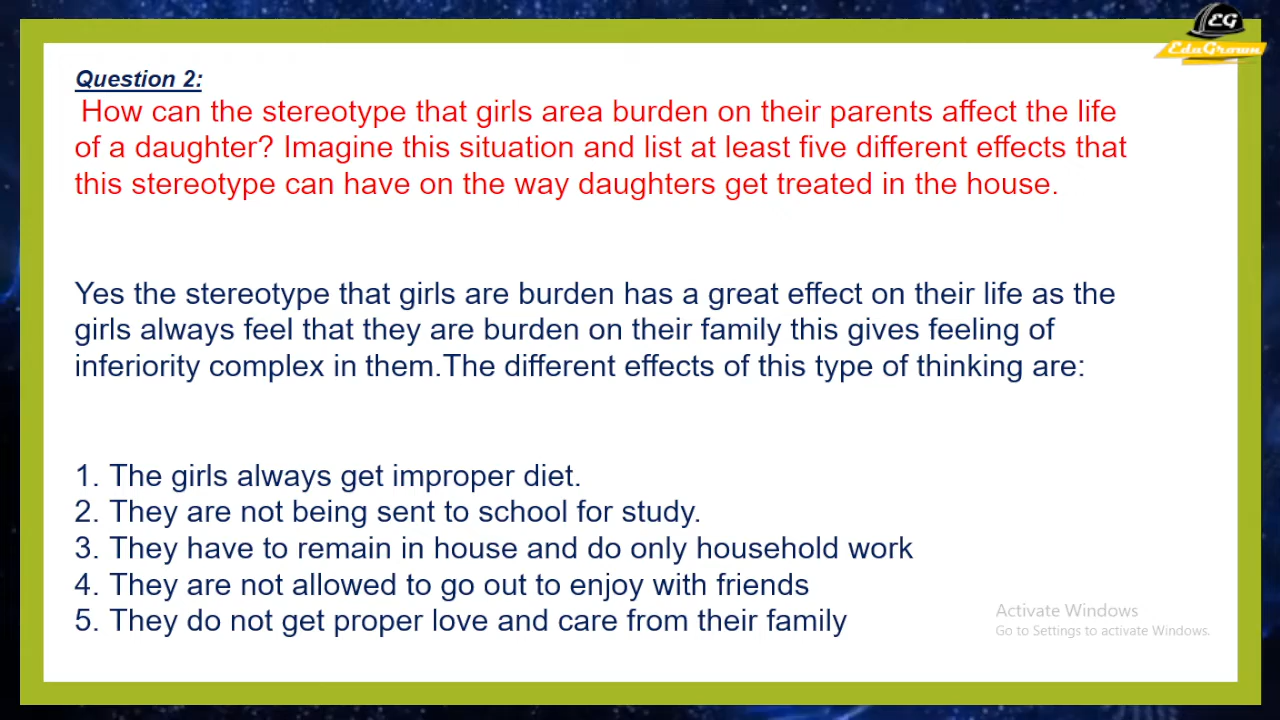 EG
EduGrown
Question 2:
How can the stereotype that girls area burden on their parents affect the life
of a daughter? Imagine this situation and list at least five different effects that
this stereotype can have on the way daughters get treated in the house.
Yes the stereotype that girls are burden has a great effect on their life as the
girls always feel that they are burden on their family this gives feeling of
inferiority complex in them.The different effects of this type of thinking are:
1. The girls always get improper diet.
2. They are not being sent to school for study.
3. They have to remain in house and do only household work
4. They are not allowed to go out to enjoy with friends
5. They do not get proper love and care from their family
Activate Windows
Go to Settings to activate Windows.